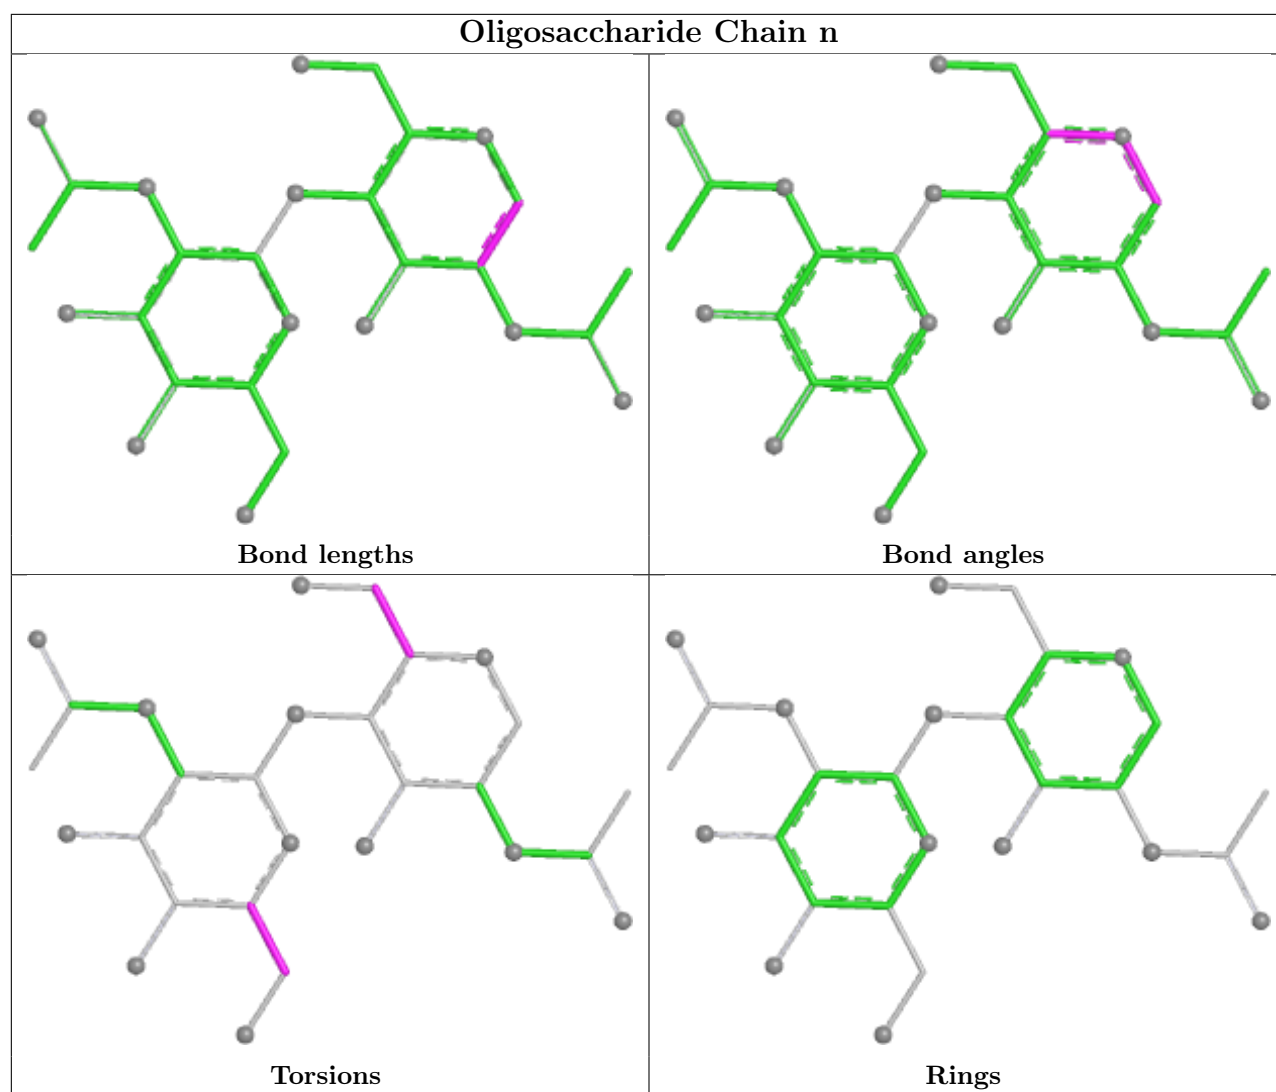 Oligosaccharide Chain n
Bond lengths
Bond angles
Torsions
Rings